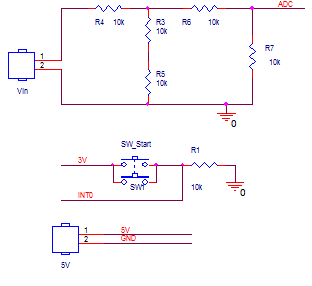 ADC
R4
10k
R3
10k
R6
10k
R7
10k
1
2
Vin
R5
10k
0
SW_Start
3V
SW1
R1
10k
INT0
0
1
5V
2
GND
5V